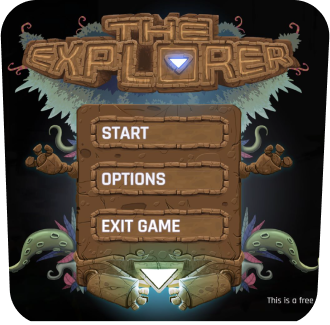 THE
EXPLORER
START
OPTIONS
EXIT GAME
This is a free